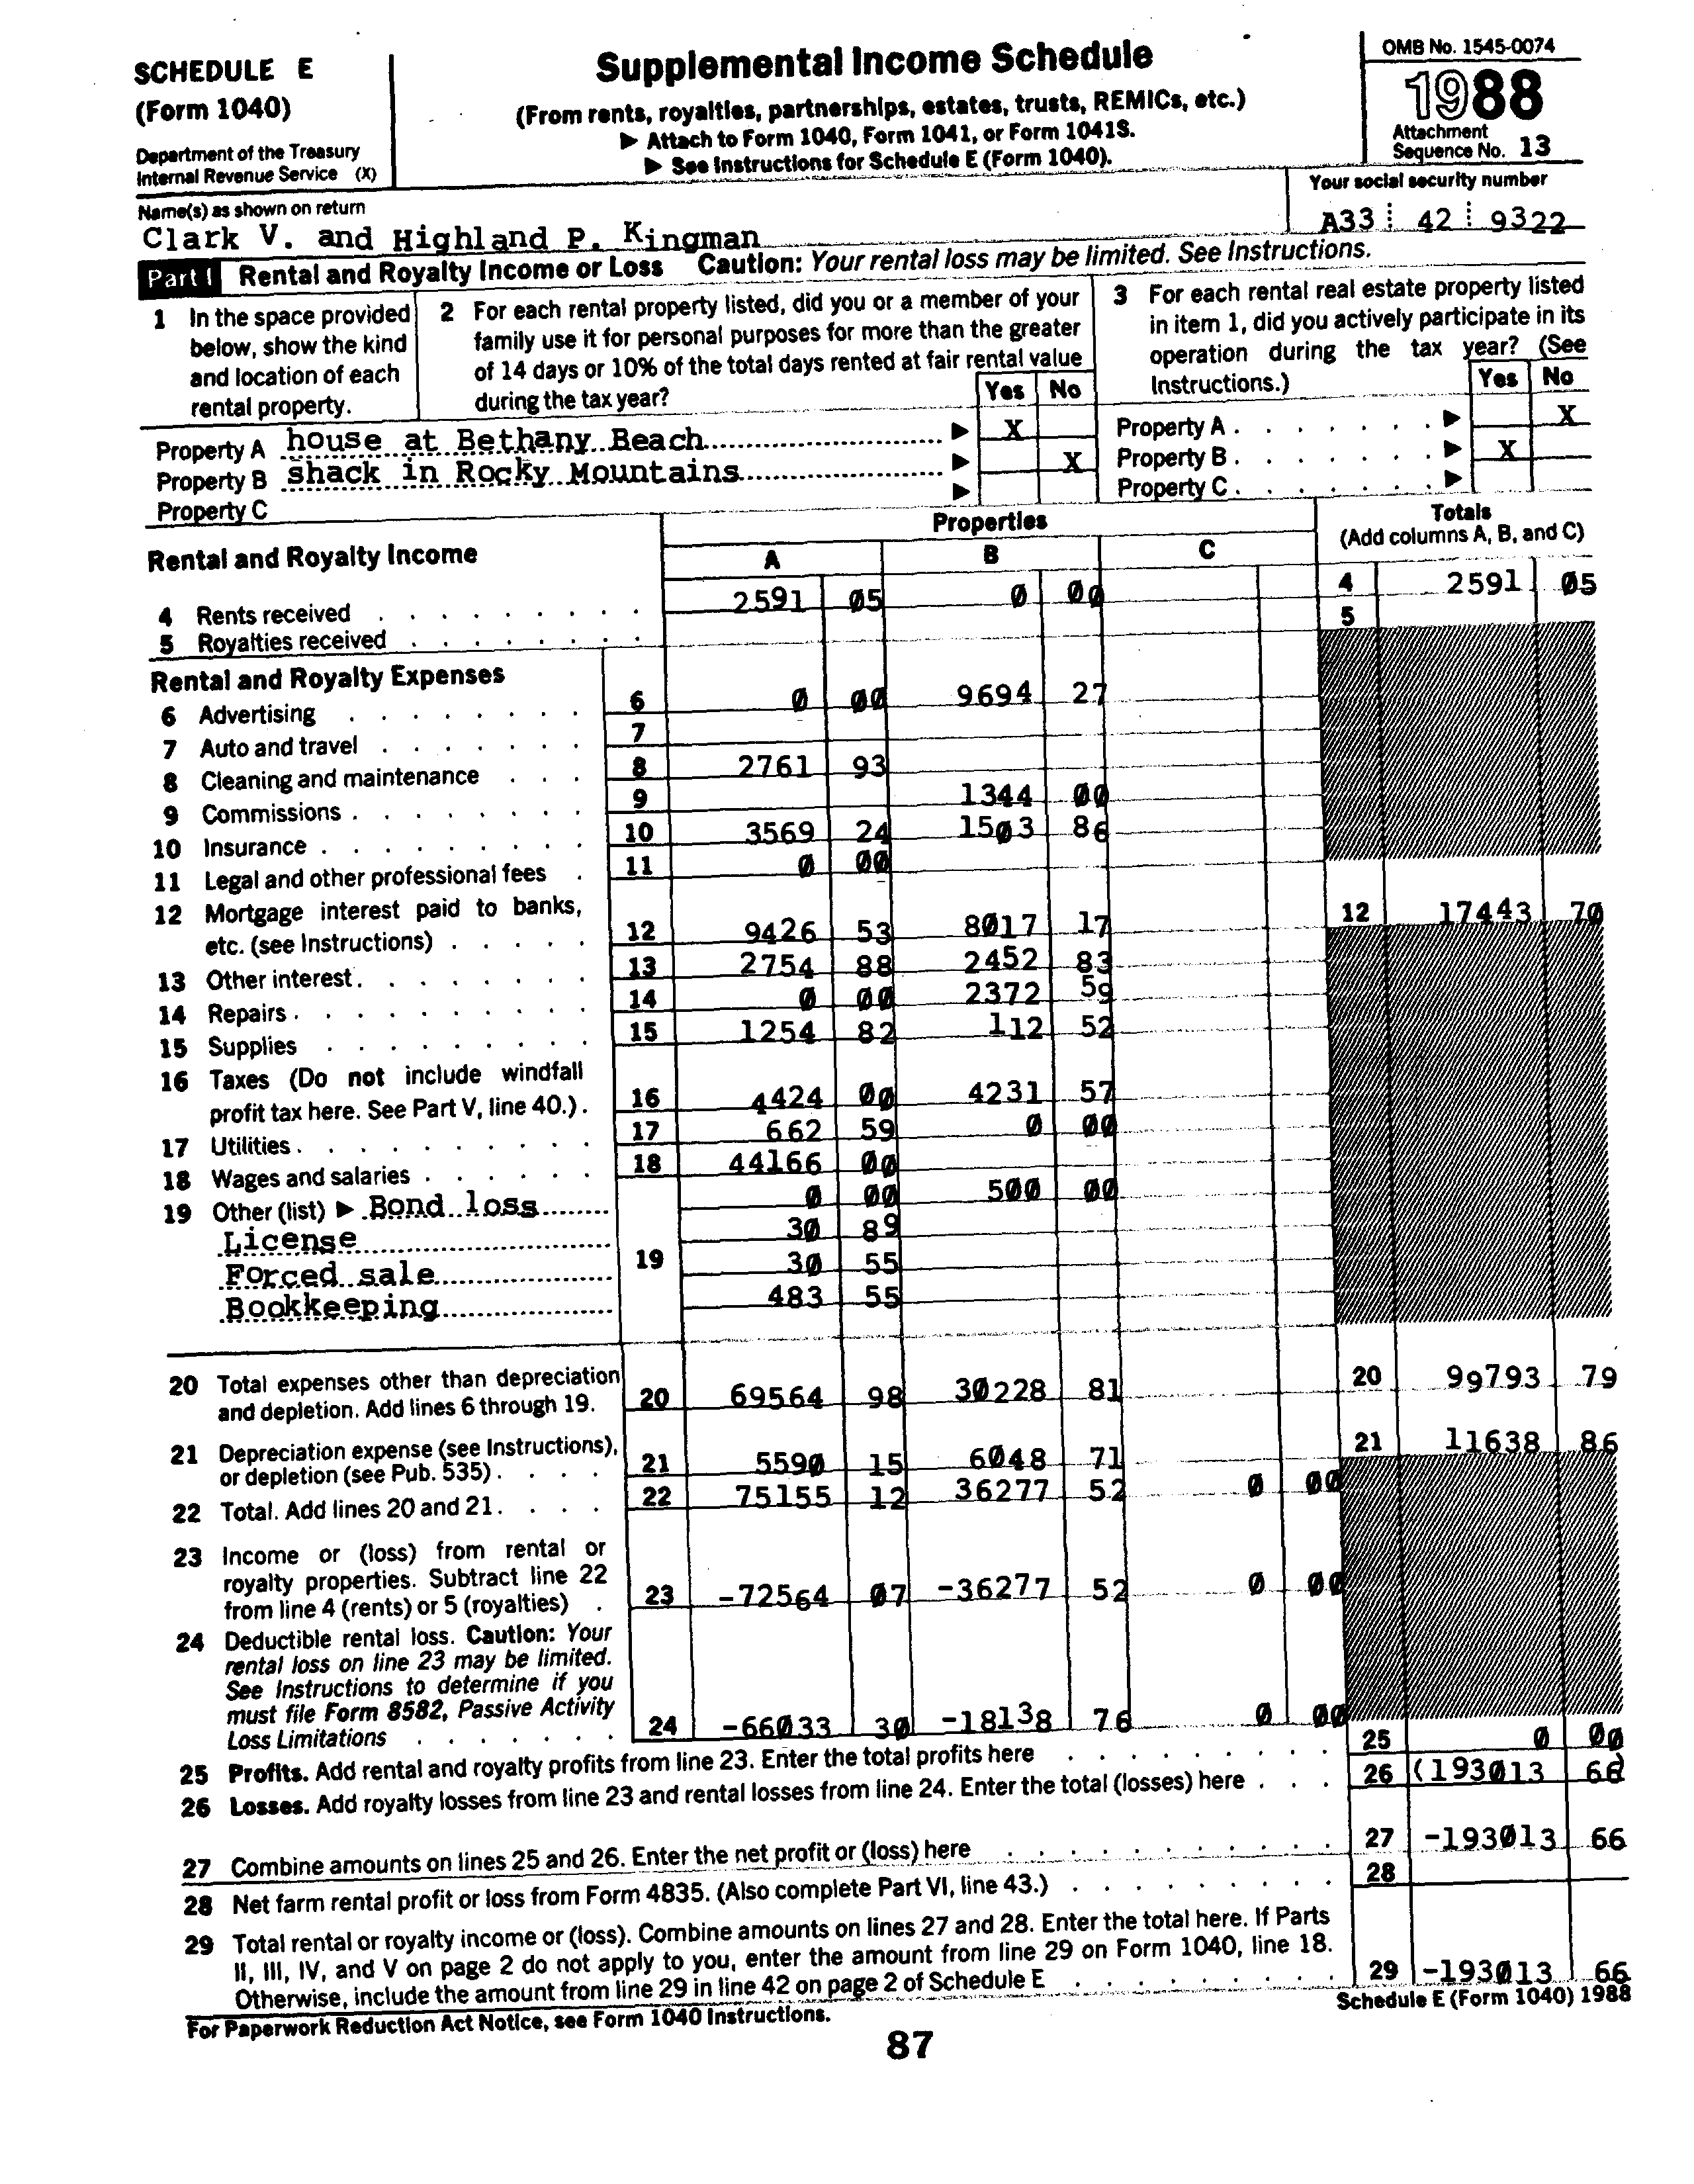 SCHEDULE E
(Form 1040)
Department of the Treasury
Internal Revenue Service (X)
Supplemental Income Schedule
(From rents, royalties, partnerships, estates, trusts, REMICs, etc.)
▶ Attach to Form 1040, Form 1041, or Form 1041S.
▶ See Instructions for Schedule E (Form 1040).
OMB No. 1545-0074
1988
Attachment
Sequence No. 13
Name(s) as shown on return
Clark V. and Highland P. Kingman
Your social security number
A33 42 9322
Part I Rental and Royalty Income or Loss Caution: Your rental loss may be limited. See Instructions.
1 In the space provided
below, show the kind
and location of each
rental property.
2 For each rental property listed, did you or a member of your
family use it for personal purposes for more than the greater
of 14 days or 10% of the total days rented at fair rental value
during the tax year?
Yes No
3 For each rental real estate property listed
in item 1, did you actively participate in its
operation during the tax year? (See
Instructions.)
Yes No
Property A house at Bethany Beach ▶ X Property A ▶ X
Property B shack in Rocky Mountains ▶ X Property B ▶ X
Property C ▶ Property C ▶
Rental and Royalty Income
Properties
A B C
Totals
(Add columns A, B, and C)
4 Rents received 2591 05 0 00 4 2591 05
5 Royalties received 5
Rental and Royalty Expenses
6 Advertising 6 0 00 9694 27
7 Auto and travel 7
8 Cleaning and maintenance 8 2761 93
9 Commissions 9 1344 00
10 Insurance 10 3569 24 1503 86
11 Legal and other professional fees 11 0 00
12 Mortgage interest paid to banks,
etc. (see Instructions) 12 9426 53 8017 17 12 17443 70
13 Other interest 13 2754 88 2452 83
14 Repairs 14 0 00 2372 59
15 Supplies 15 1254 82 112 52
16 Taxes (Do not include windfall
profit tax here. See Part V, line 40.) 16 4424 00 4231 57
17 Utilities 17 662 59 0 00
18 Wages and salaries 18 44166 00
19 Other (list) ▶ Bond loss 0 00 500 00
License 30 89
Forced sale 19 30 55
Bookkeeping 483 55
20 Total expenses other than depreciation
and depletion. Add lines 6 through 19. 20 69564 98 30228 81 20 99793 79
21 Depreciation expense (see Instructions),
or depletion (see Pub. 535) 21 5590 15 6048 71 21 11638 86
22 Total. Add lines 20 and 21 22 75155 12 36277 52 0 00
23 Income or (loss) from rental or
royalty properties. Subtract line 22
from line 4 (rents) or 5 (royalties) 23 -72564 07 -36277 52 0 00
24 Deductible rental loss. Caution: Your
rental loss on line 23 may be limited.
See Instructions to determine if you
must file Form 8582, Passive Activity
Loss Limitations 24 -66033 30 -18138 76 0 00
25 Profits. Add rental and royalty profits from line 23. Enter the total profits here 25 0 00
26 Losses. Add royalty losses from line 23 and rental losses from line 24. Enter the total (losses) here 26 (193013 66)
27 Combine amounts on lines 25 and 26. Enter the net profit or (loss) here 27 -193013 66
28 Net farm rental profit or loss from Form 4835. (Also complete Part VI, line 43.) 28
29 Total rental or royalty income or (loss). Combine amounts on lines 27 and 28. Enter the total here. If Parts
II, III, IV, and V on page 2 do not apply to you, enter the amount from line 29 on Form 1040, line 18.
Otherwise, include the amount from line 29 in line 42 on page 2 of Schedule E 29 -193013 66
For Paperwork Reduction Act Notice, see Form 1040 Instructions.
Schedule E (Form 1040) 1988
87